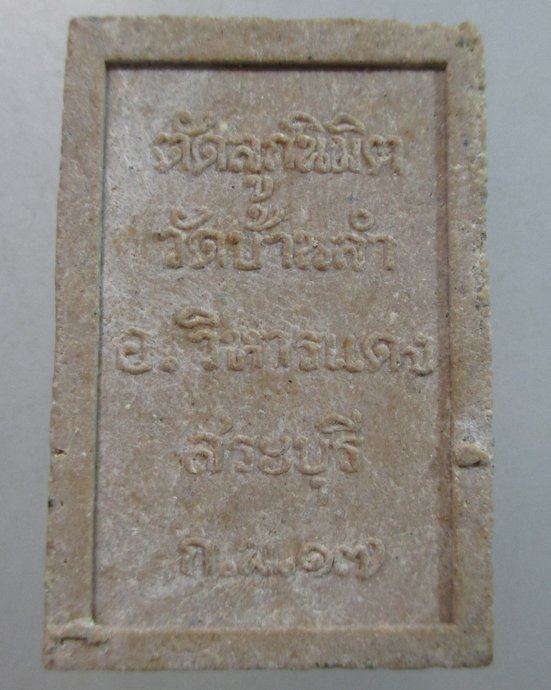 ตัดลูกนิมิต
วัดบ้านลำ
อ.วิหารแดง
สระบุรี
ก.พ.๑๗